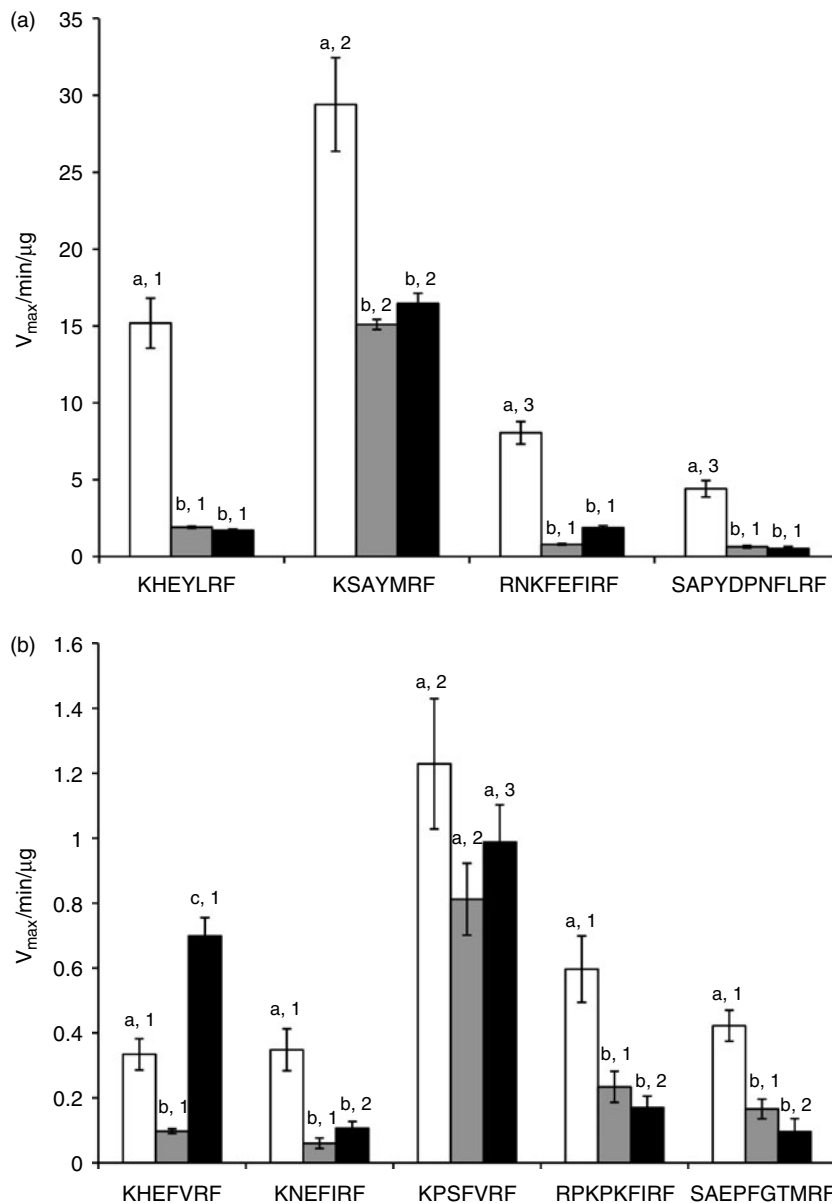 (a)
35
30
25
20
15
10
5
0
Vmax/min/µg
a, 1
b, 1
b, 1
a, 2
b, 2
b, 2
a, 3
b, 1
b, 1
a, 3
b, 1
b, 1
KHEYLRF KSAYMRF RNKFEFIRF SAPYDPNFLRF
(b)
1.6
1.4
1.2
1
0.8
0.6
0.4
0.2
0
Vmax/min/µg
a, 1
b, 1
c, 1
a, 1
b, 1
b, 2
a, 2
a, 2
a, 3
a, 1
b, 1
b, 2
a, 1
b, 1
b, 2
KHEFVRF KNEFIRF KPSFVRF RPKPKFIRF SAEPFGTMRF